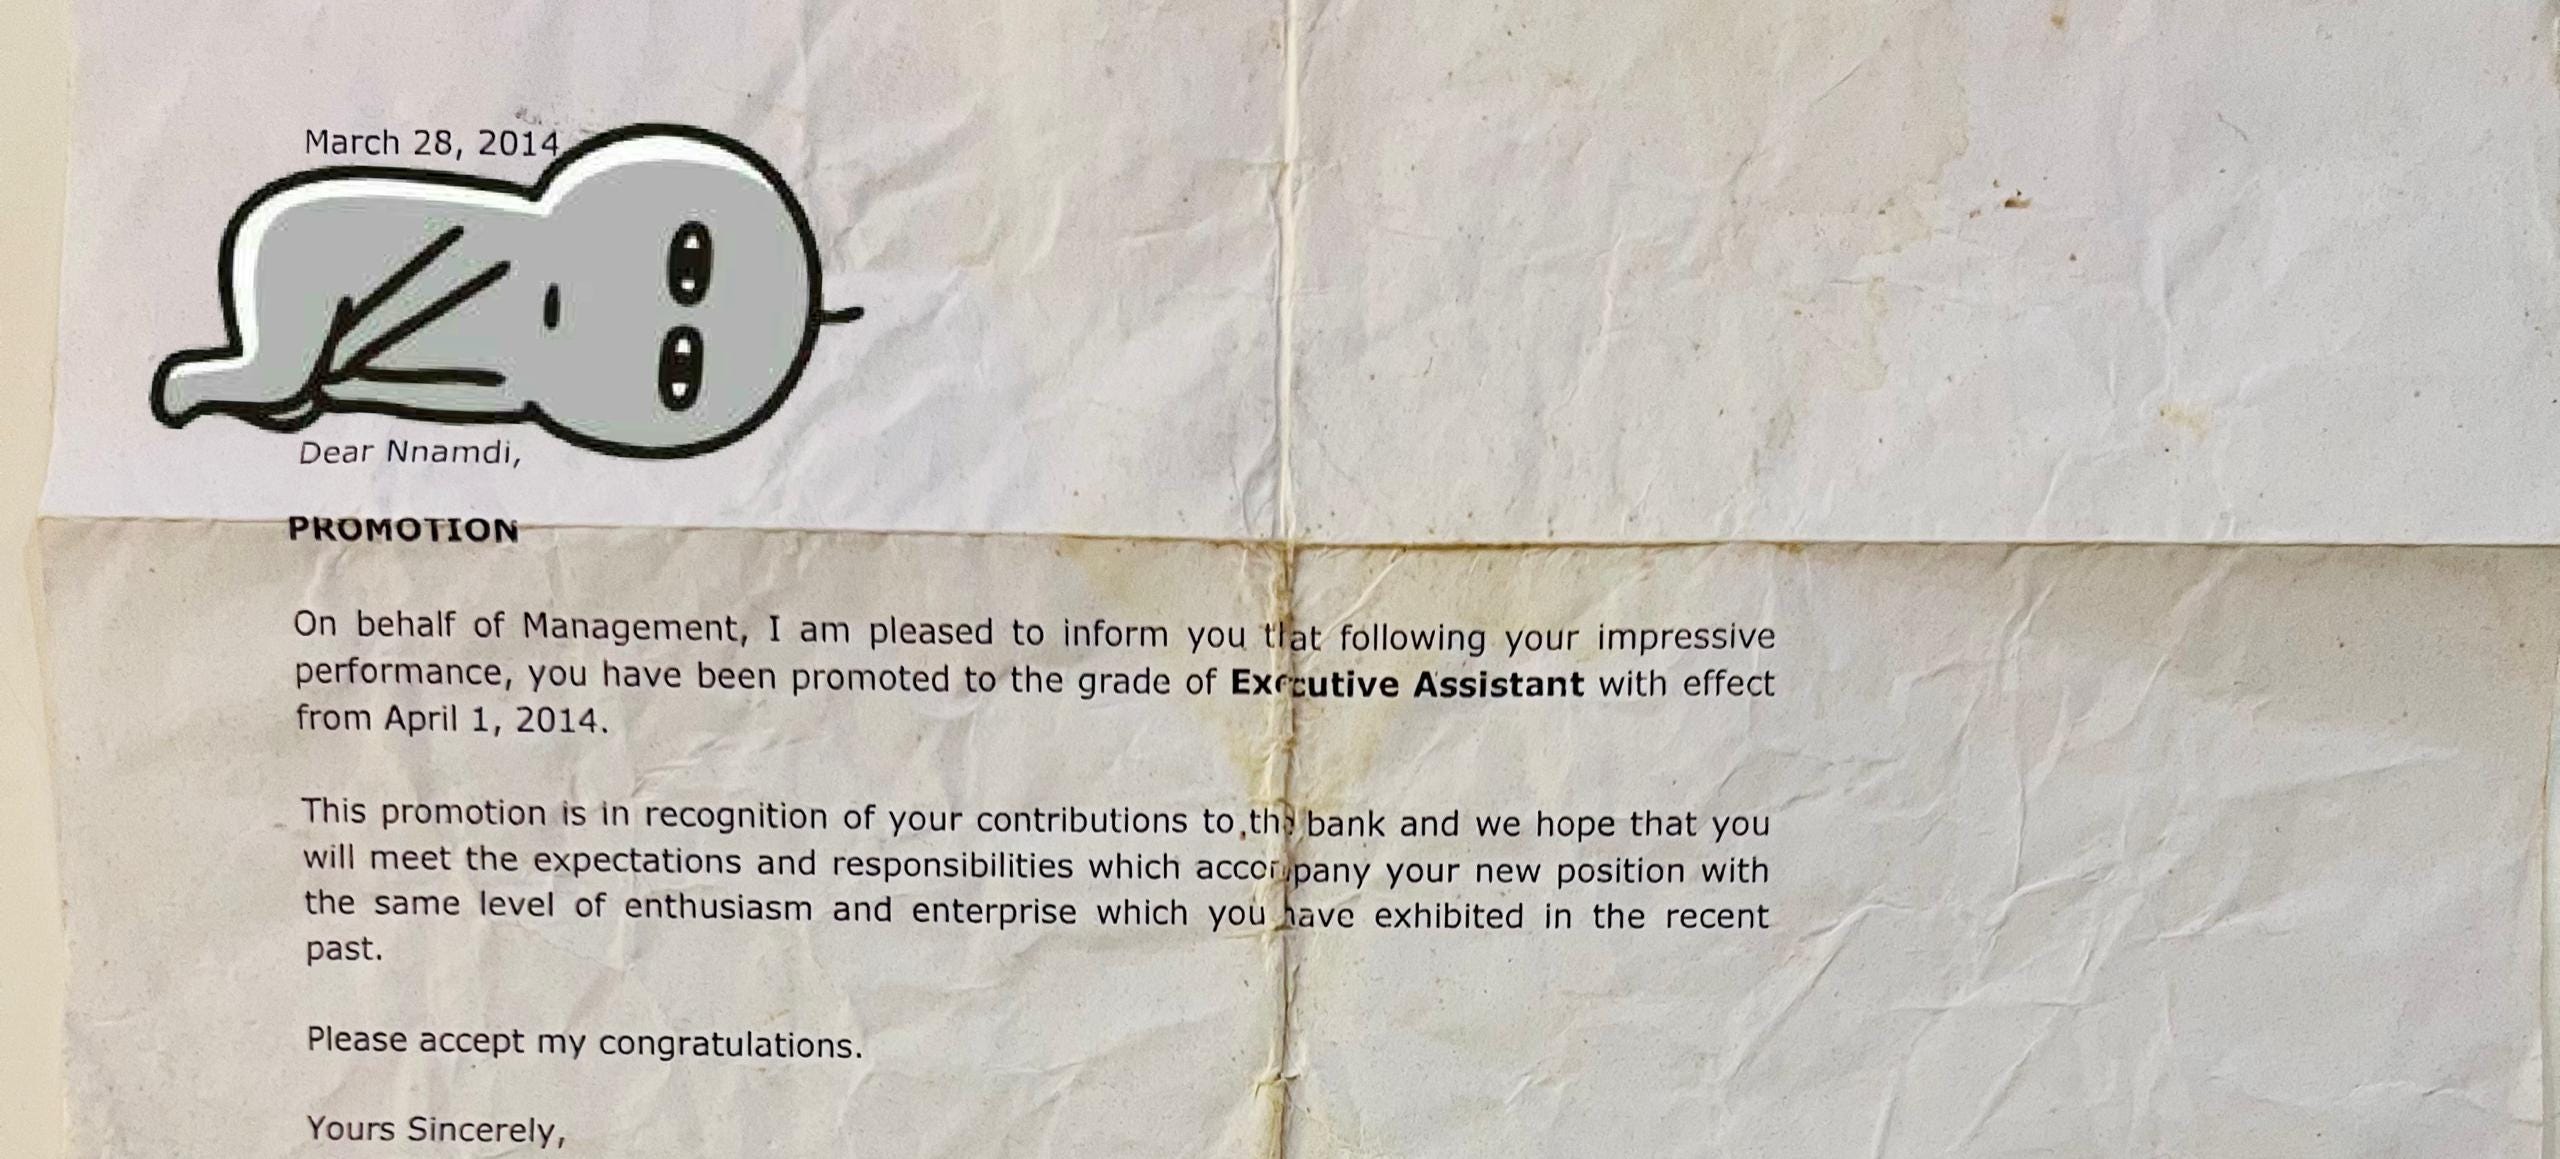 March 28, 2014
Dear Nnamdi,
PROMOTION
On behalf of Management, I am pleased to inform you that following your impressive
performance, you have been promoted to the grade of Executive Assistant with effect
from April 1, 2014.
This promotion is in recognition of your contributions to the bank and we hope that you
will meet the expectations and responsibilities which accompany your new position with
the same level of enthusiasm and enterprise which you have exhibited in the recent
past.
Please accept my congratulations.
Yours Sincerely,